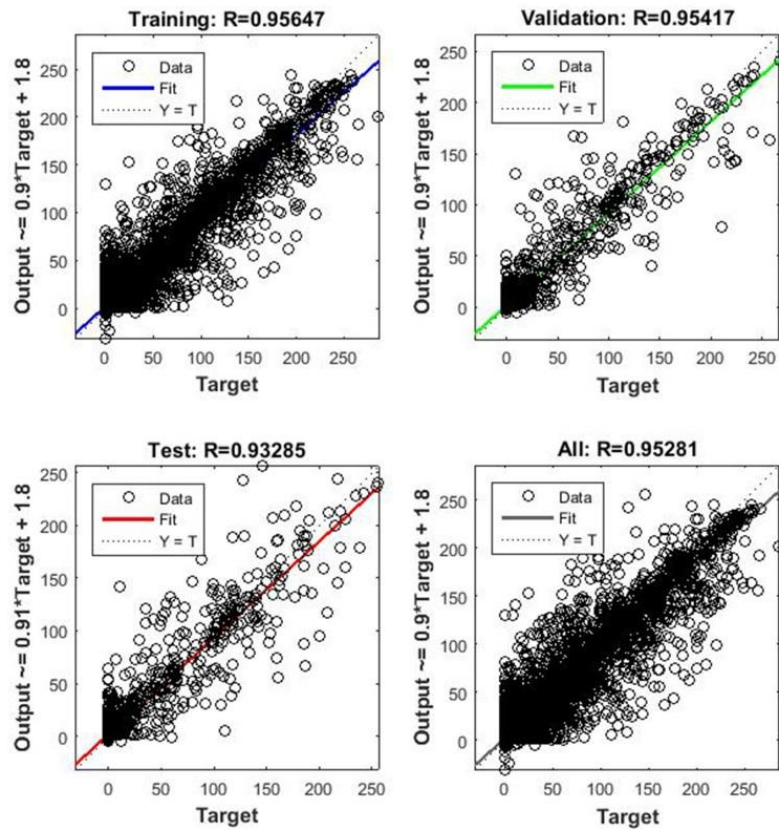 Training: R=0.95647
Output ~= 0.9*Target + 1.8
250
200
150
100
50
0
Data
Fit
Y = T
0 50 100 150 200 250
Target
Validation: R=0.95417
Output ~= 0.9*Target + 1.8
250
200
150
100
50
0
Data
Fit
Y = T
0 50 100 150 200 250
Target
Test: R=0.93285
Output ~= 0.91*Target + 1.8
250
200
150
100
50
0
Data
Fit
Y = T
0 50 100 150 200 250
Target
All: R=0.95281
Output ~= 0.9*Target + 1.8
250
200
150
100
50
0
Data
Fit
Y = T
0 50 100 150 200 250
Target